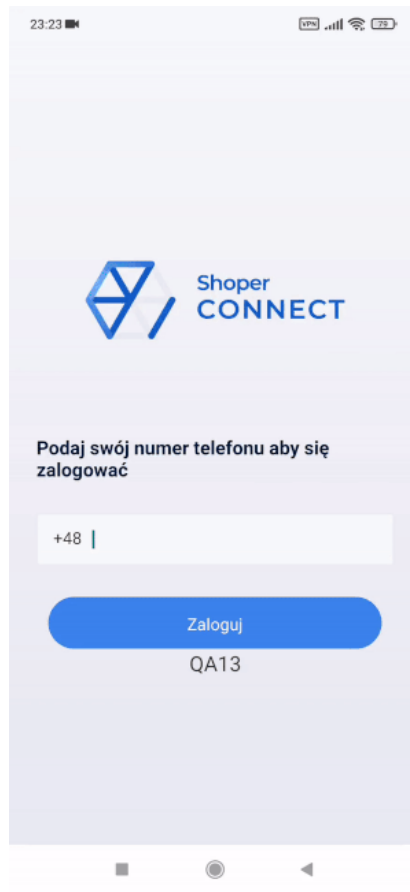 23:23
VPN
79
Shoper
CONNECT
Podaj swój numer telefonu aby się
zalogować
+48
Zaloguj
QA13